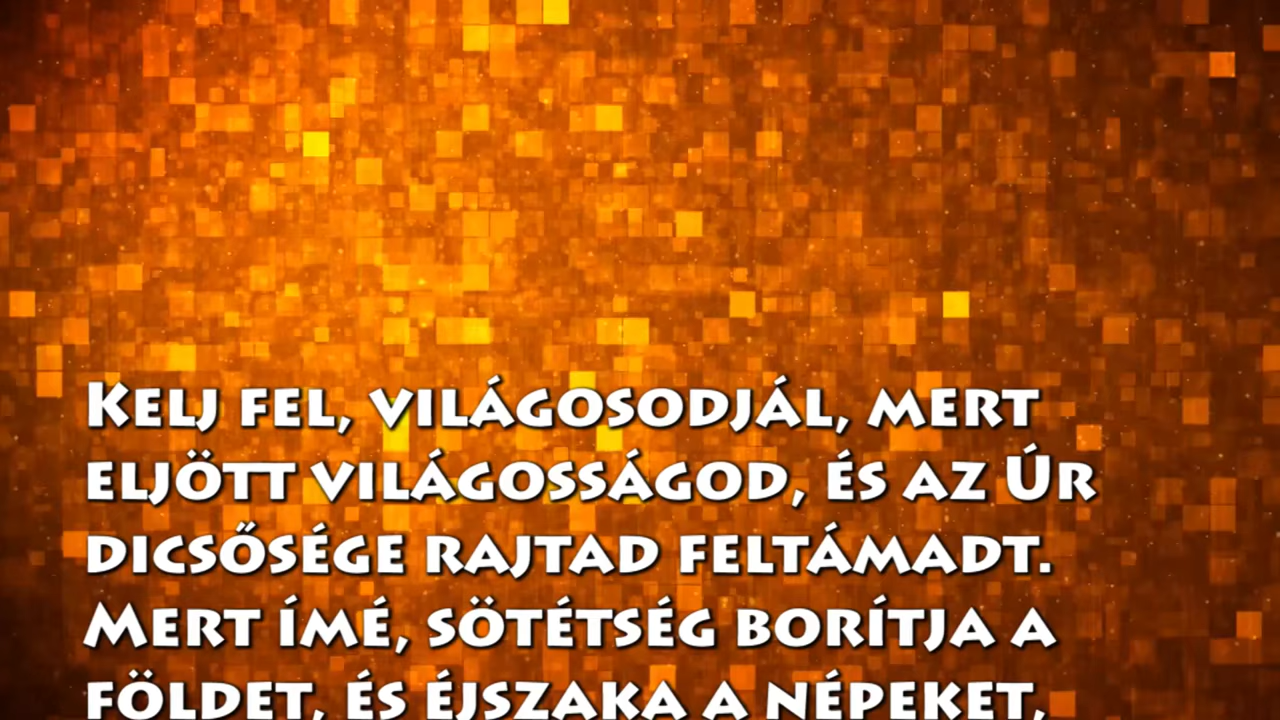 Kelj fel, világosodjál, mert
eljött világosságod, és az Úr
dicsősége rajtad feltámadt.
Mert ímé, sötétség borítja a
földet, és éjszaka a népeket,